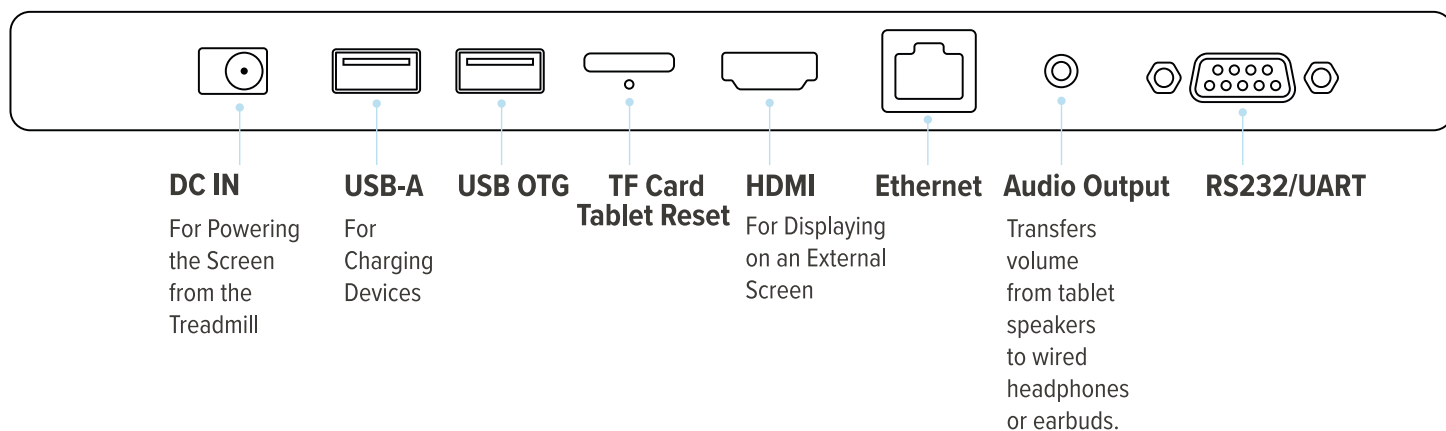 DC IN
For Powering
the Screen
from the
Treadmill
USB-A
For
Charging
Devices
USB OTG
TF Card
Tablet Reset
HDMI
For Displaying
on an External
Screen
Ethernet
Audio Output
Transfers
volume
from tablet
speakers
to wired
headphones
or earbuds.
RS232/UART